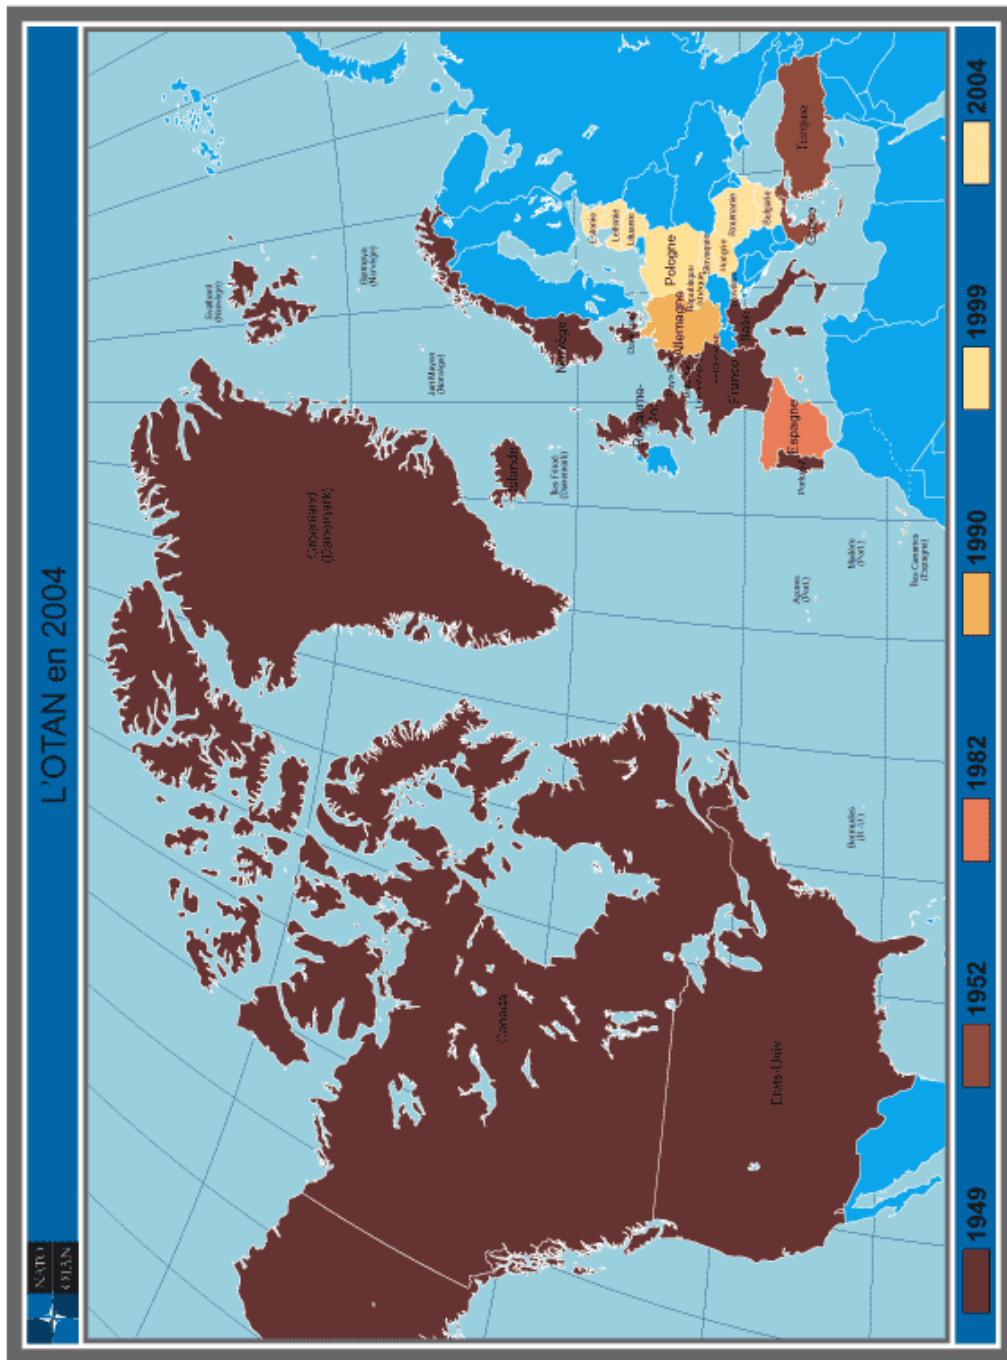 NATO
OTAN
L'OTAN en 2004
Svalbard
(Norvège)
Jan Mayen
(Norvège)
Groenland
(Danemark)
Islande
Iles Féroé
(Danemark)
Norvège
Estonie
Lettonie
Lituanie
Pologne
Allemagne
République
Slovaquie
Hongrie
Roumanie
Bulgarie
Turquie
Grèce
Italie
France
Espagne
Portugal
Royaume-
Canada
Etats-Unis
Bermudes
(R.-U.)
Açores
(Port.)
Madère
(Port.)
Iles Canaries
(Espagne)
1949
1952
1982
1990
1999
2004